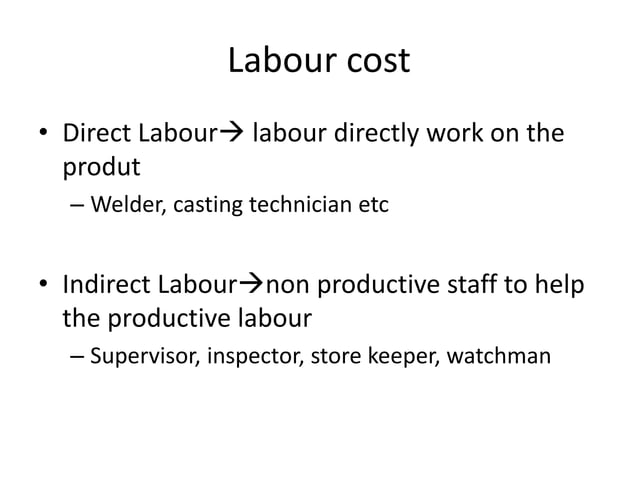 Labour cost
• Direct Labour→ labour directly work on the
produt
– Welder, casting technician etc
• Indirect Labour→non productive staff to help
the productive labour
– Supervisor, inspector, store keeper, watchman